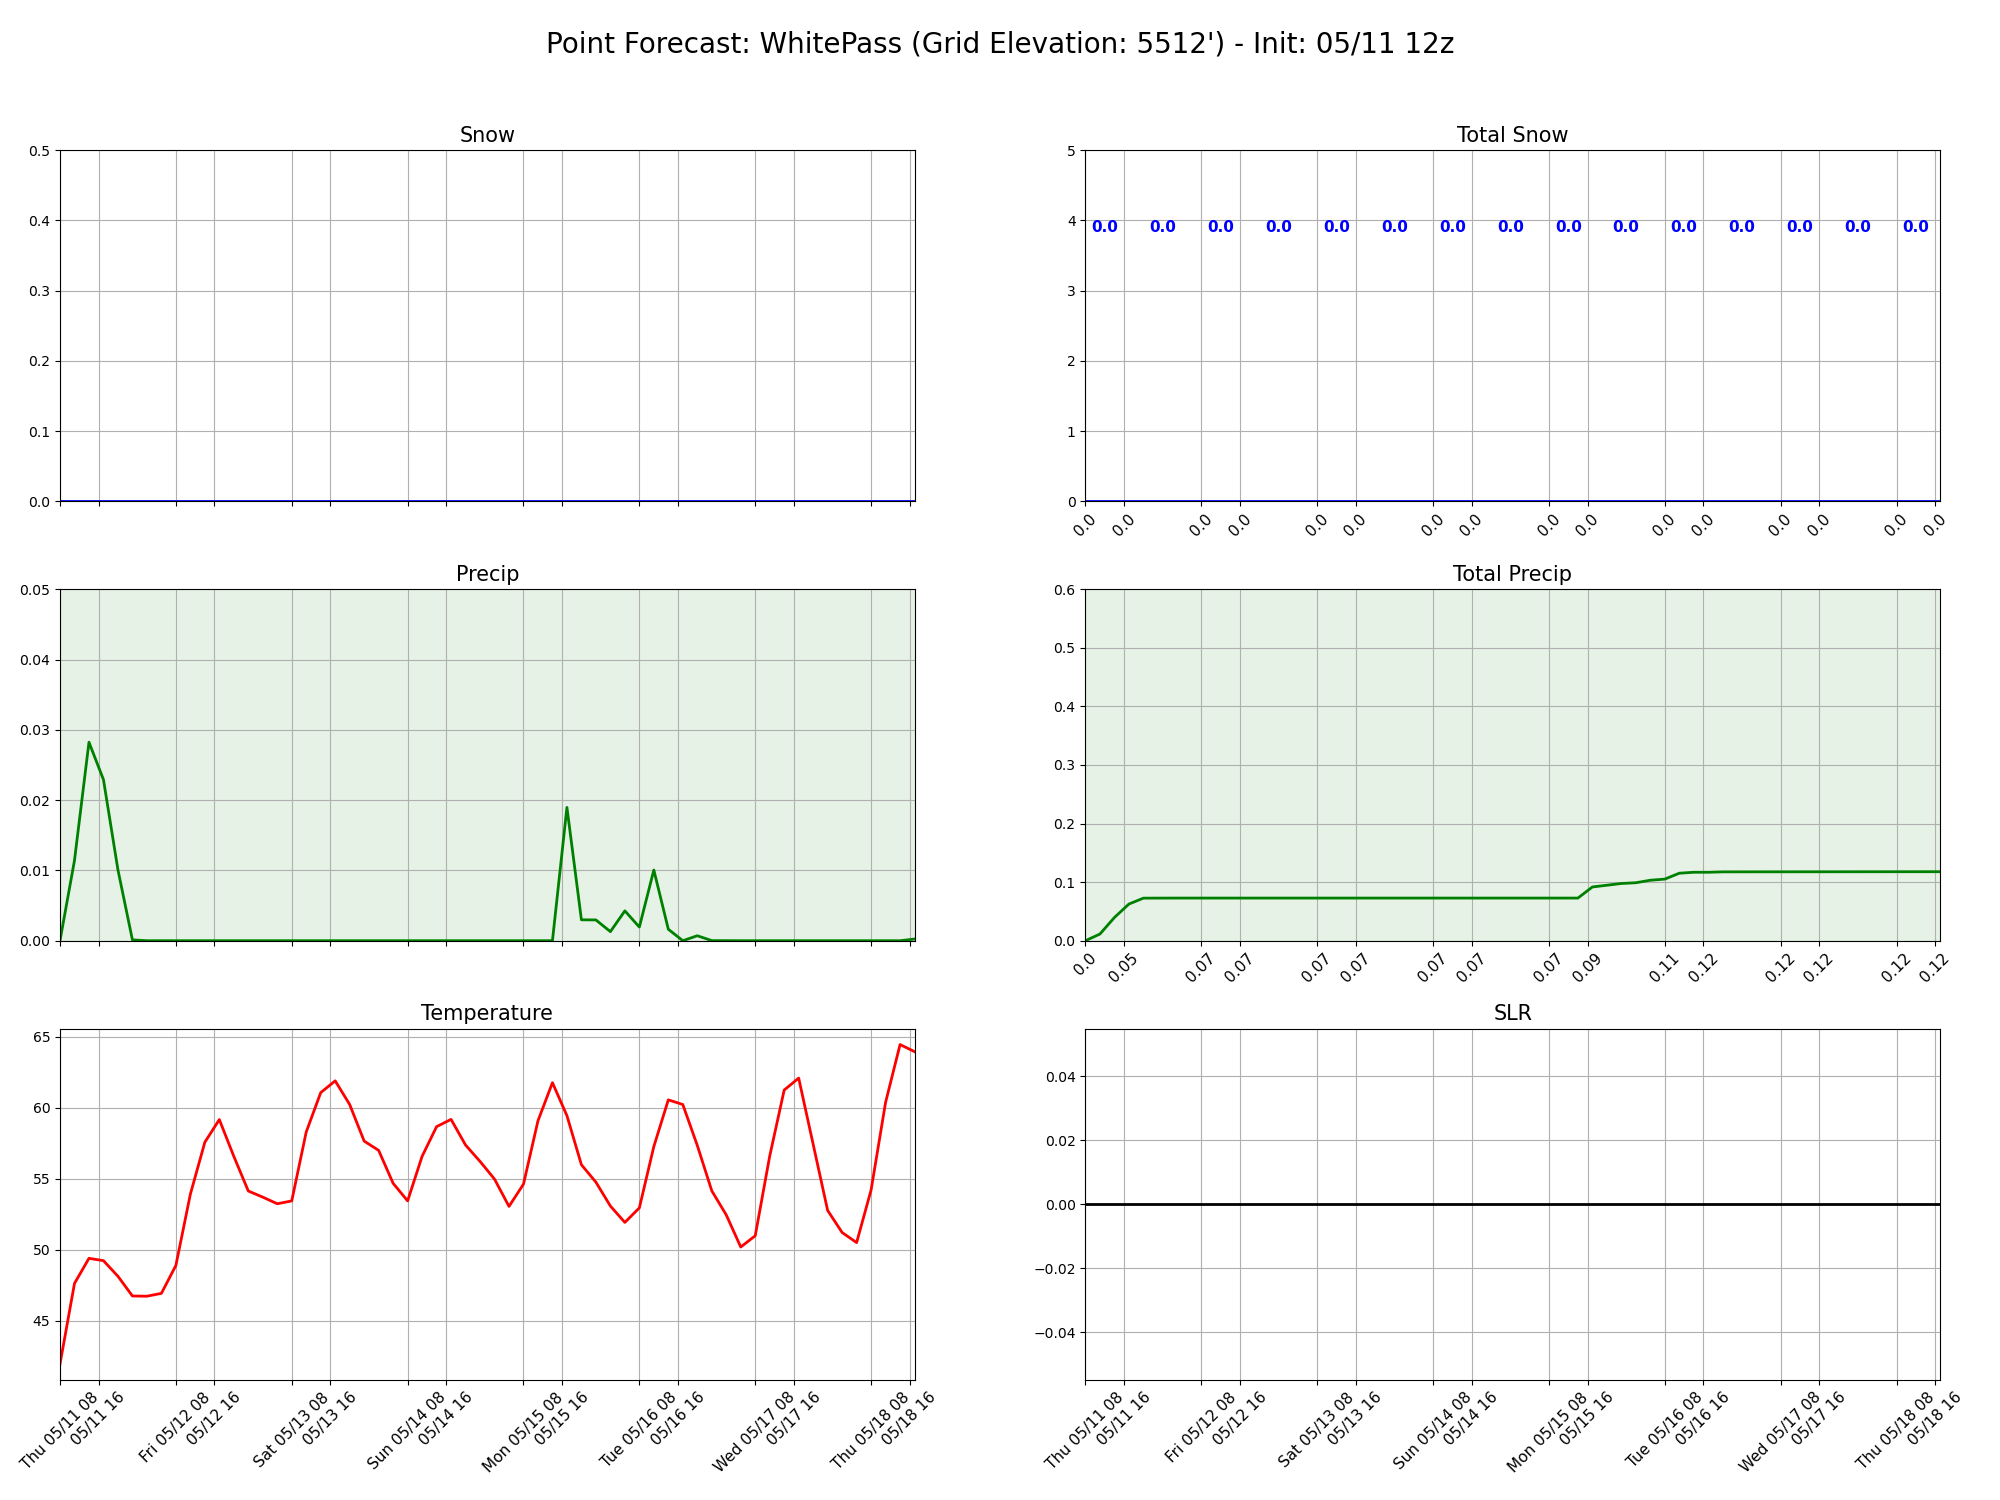 Point Forecast: WhitePass (Grid Elevation: 5512') - Init: 05/11 12z
Snow
0.5
0.4
0.3
0.2
0.1
0.0
Total Snow
5
4
3
2
1
0
0.0 0.0 0.0 0.0 0.0 0.0 0.0 0.0 0.0 0.0 0.0 0.0 0.0 0.0 0.0
0.0 0.0 0.0 0.0 0.0 0.0 0.0 0.0 0.0 0.0 0.0 0.0 0.0 0.0 0.0 0.0
Precip
0.05
0.04
0.03
0.02
0.01
0.00
Total Precip
0.6
0.5
0.4
0.3
0.2
0.1
0.0
0.0 0.05 0.07 0.07 0.07 0.07 0.07 0.07 0.07 0.09 0.11 0.12 0.12 0.12 0.12 0.12
Temperature
65
60
55
50
45
Thu 05/11 08
05/11 16
Fri 05/12 08
05/12 16
Sat 05/13 08
05/13 16
Sun 05/14 08
05/14 16
Mon 05/15 08
05/15 16
Tue 05/16 08
05/16 16
Wed 05/17 08
05/17 16
Thu 05/18 08
05/18 16
SLR
0.04
0.02
0.00
−0.02
−0.04
Thu 05/11 08
05/11 16
Fri 05/12 08
05/12 16
Sat 05/13 08
05/13 16
Sun 05/14 08
05/14 16
Mon 05/15 08
05/15 16
Tue 05/16 08
05/16 16
Wed 05/17 08
05/17 16
Thu 05/18 08
05/18 16